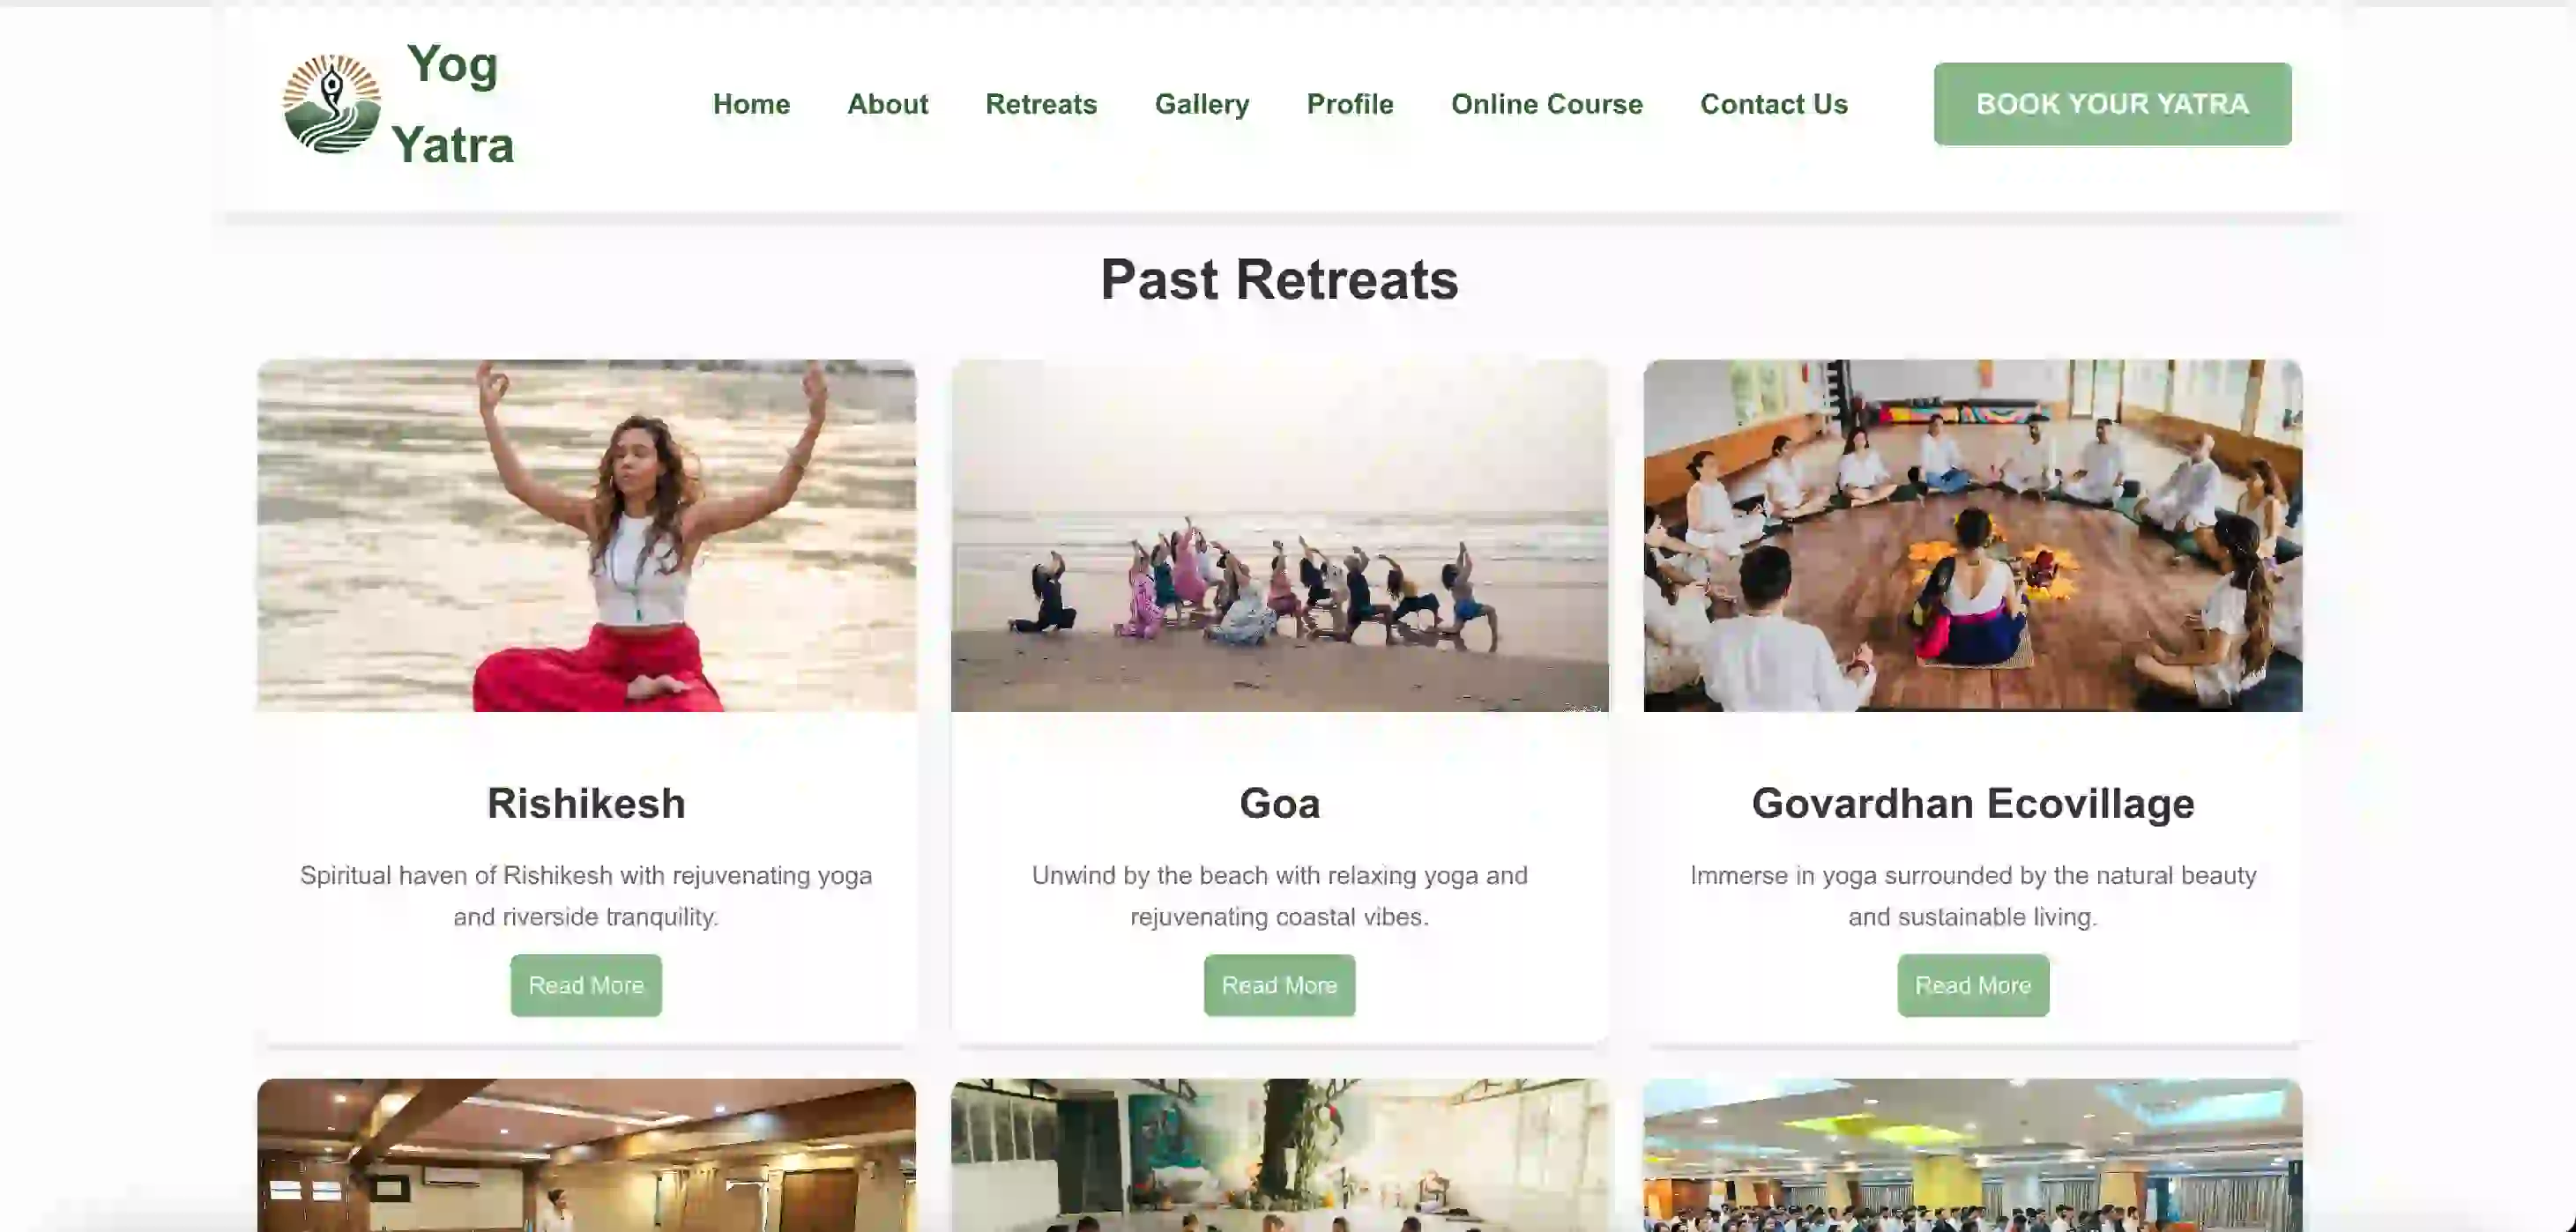 Yog
Yatra
Home About Retreats Gallery Profile Online Course Contact Us BOOK YOUR YATRA
Past Retreats
Rishikesh
Spiritual haven of Rishikesh with rejuvenating yoga
and riverside tranquility.
Read More
Goa
Unwind by the beach with relaxing yoga and
rejuvenating coastal vibes.
Read More
Govardhan Ecovillage
Immerse in yoga surrounded by the natural beauty
and sustainable living.
Read More